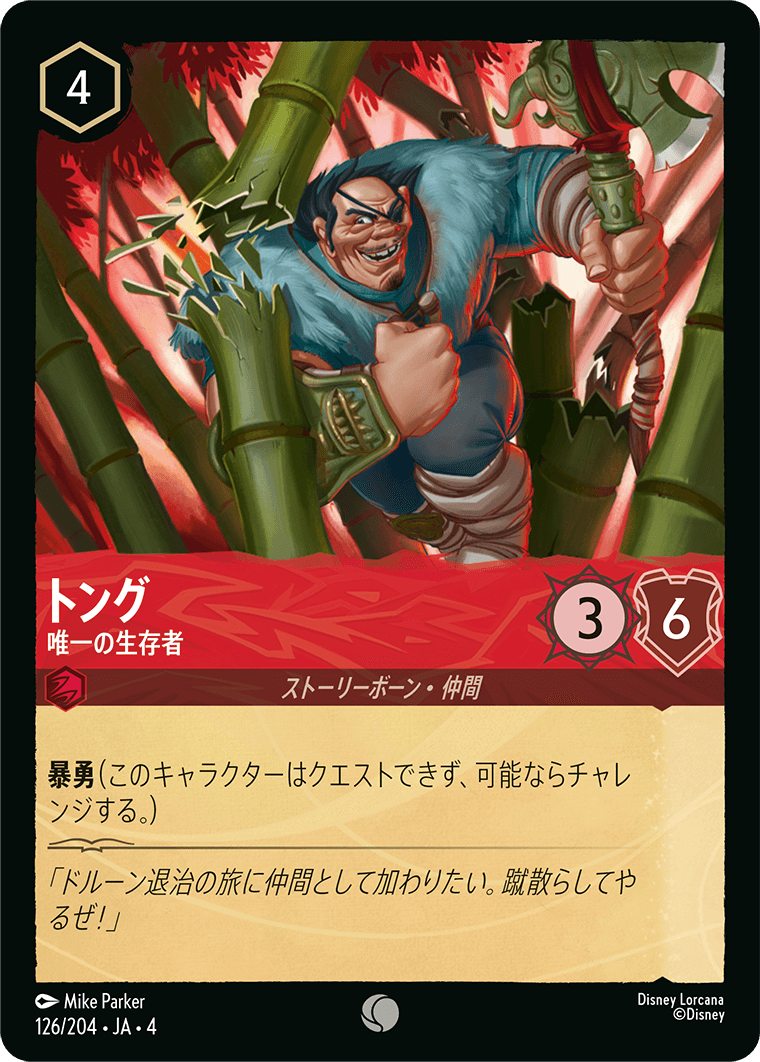 4
トング
唯一の生存者
3
6
ストーリーボーン・仲間
暴勇(このキャラクターはクエストできず、可能ならチャレ
ンジする。)
「ドルーン退治の旅に仲間として加わりたい。蹴散らしてや
るぜ!」
Mike Parker
126/204・JA・4
Disney Lorcana
©Disney